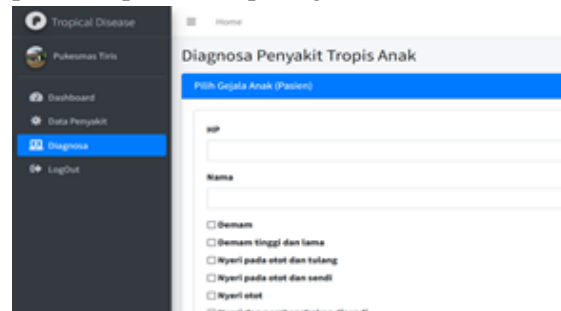 Tropical Disease
Home
Pukesmas Tiris
Diagnosa Penyakit Tropis Anak
Pilih Gejala Anak (Pasien)
Dashboard
Data Penyakit
Diagnosa
LogOut
HP
Nama
Demam
Demam tinggi dan lama
Nyeri pada otot dan tulang
Nyeri pada otot dan sendi
Nyeri otot